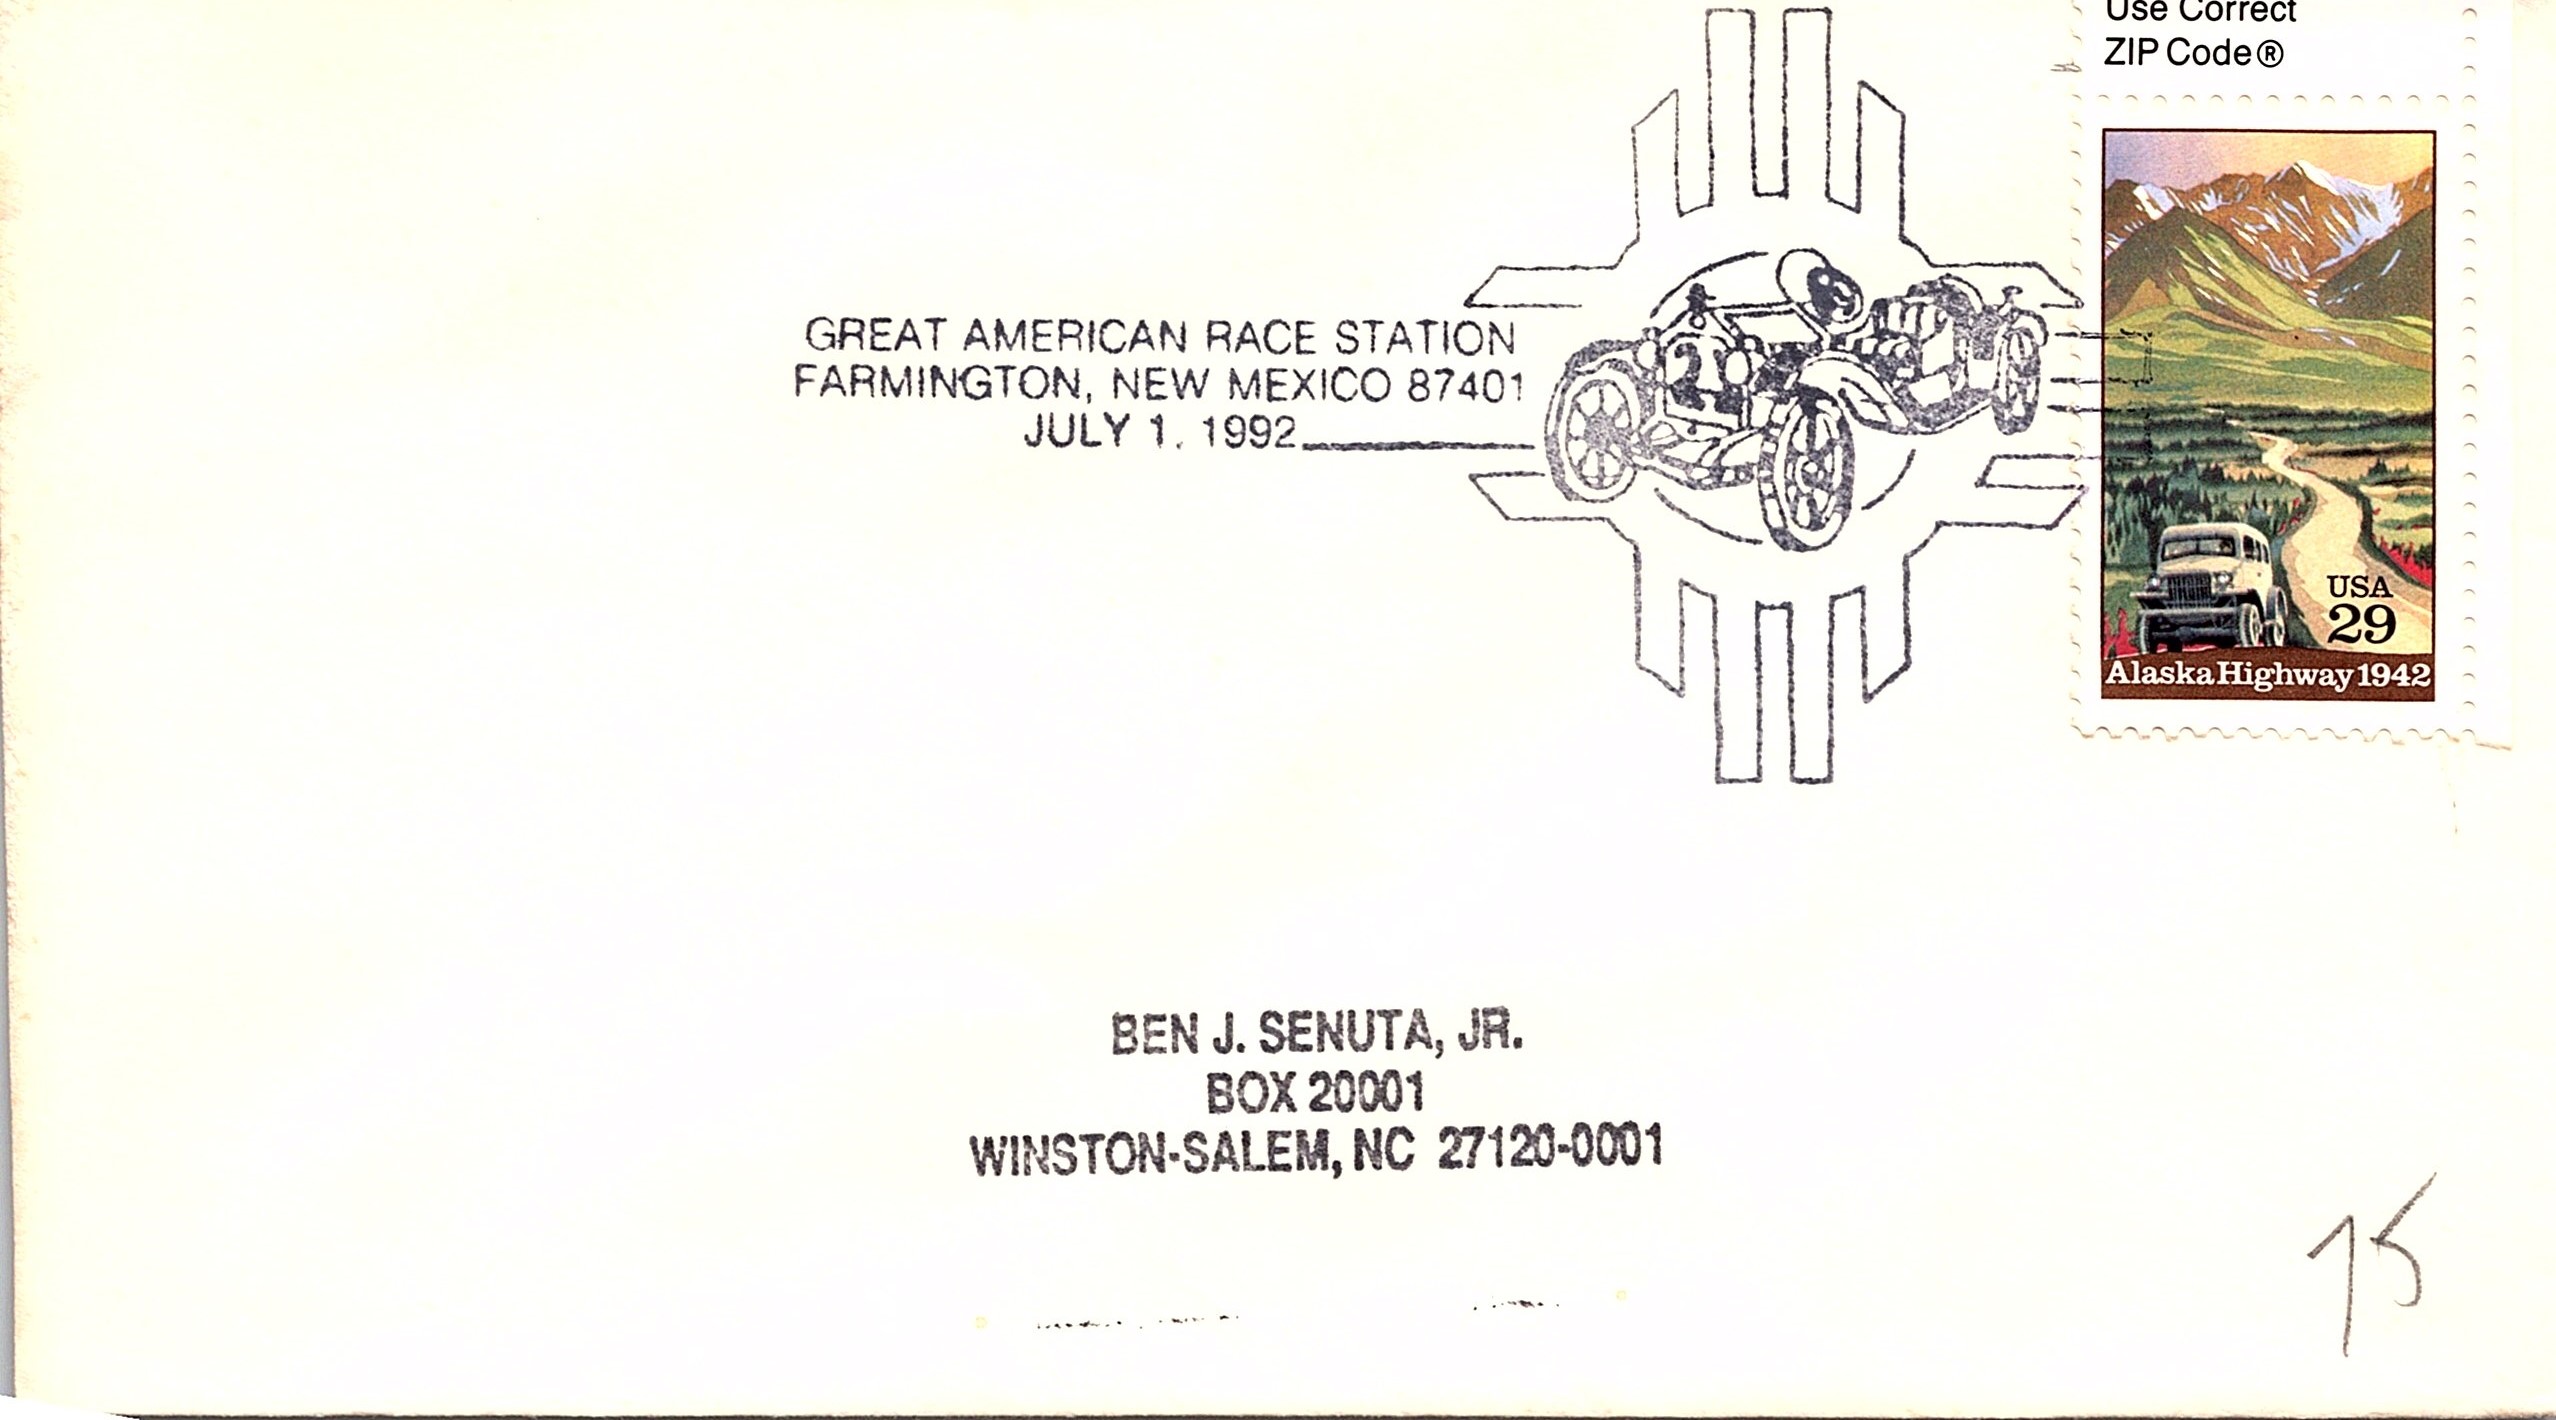 Use Correct
ZIP Code®
GREAT AMERICAN RACE STATION
FARMINGTON, NEW MEXICO 87401
JULY 1, 1992
USA
29
Alaska Highway 1942
BEN J. SENUTA, JR.
BOX 20001
WINSTON-SALEM, NC 27120-0001
75